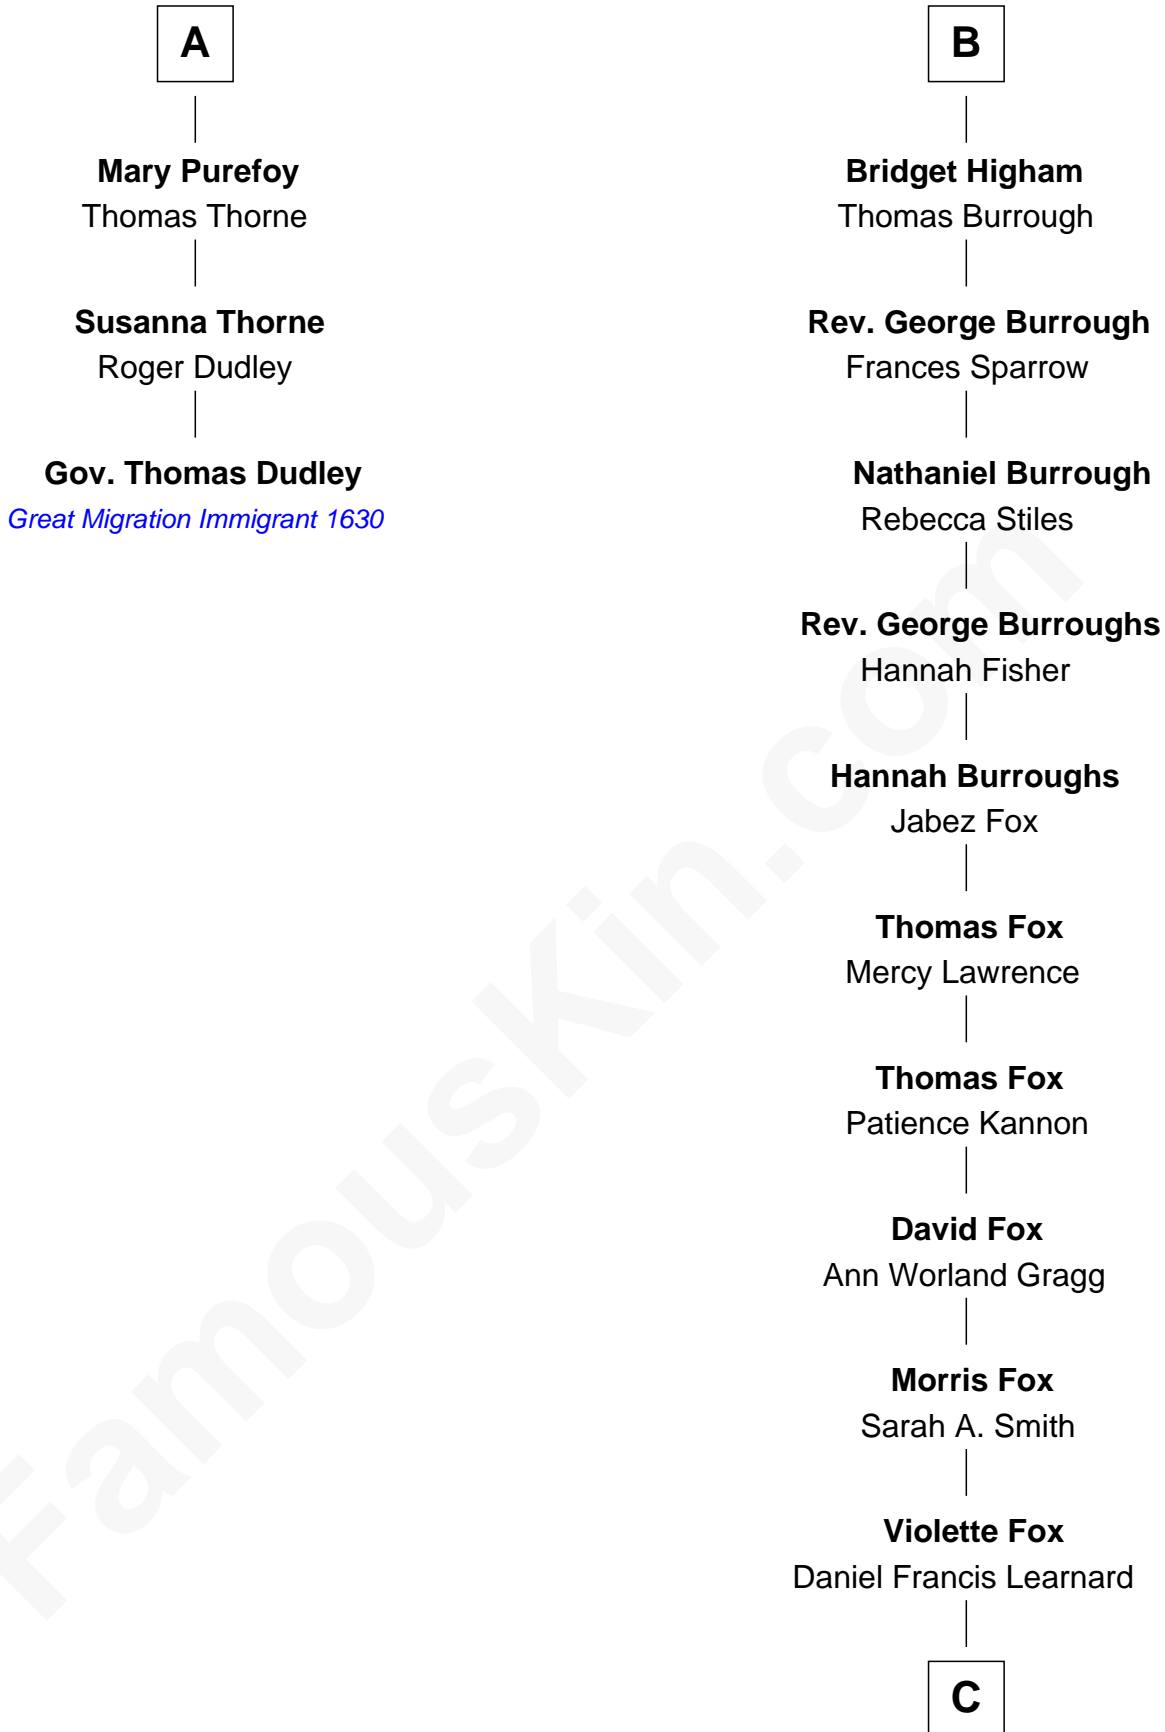 A
Mary Purefoy
Thomas Thorne
Susanna Thorne
Roger Dudley
Gov. Thomas Dudley
Great Migration Immigrant 1630
B
Bridget Higham
Thomas Burrough
Rev. George Burrough
Frances Sparrow
Nathaniel Burrough
Rebecca Stiles
Rev. George Burroughs
Hannah Fisher
Hannah Burroughs
Jabez Fox
Thomas Fox
Mercy Lawrence
Thomas Fox
Patience Kannon
David Fox
Ann Worland Gragg
Morris Fox
Sarah A. Smith
Violette Fox
Daniel Francis Learnard
C
FamousKin.com